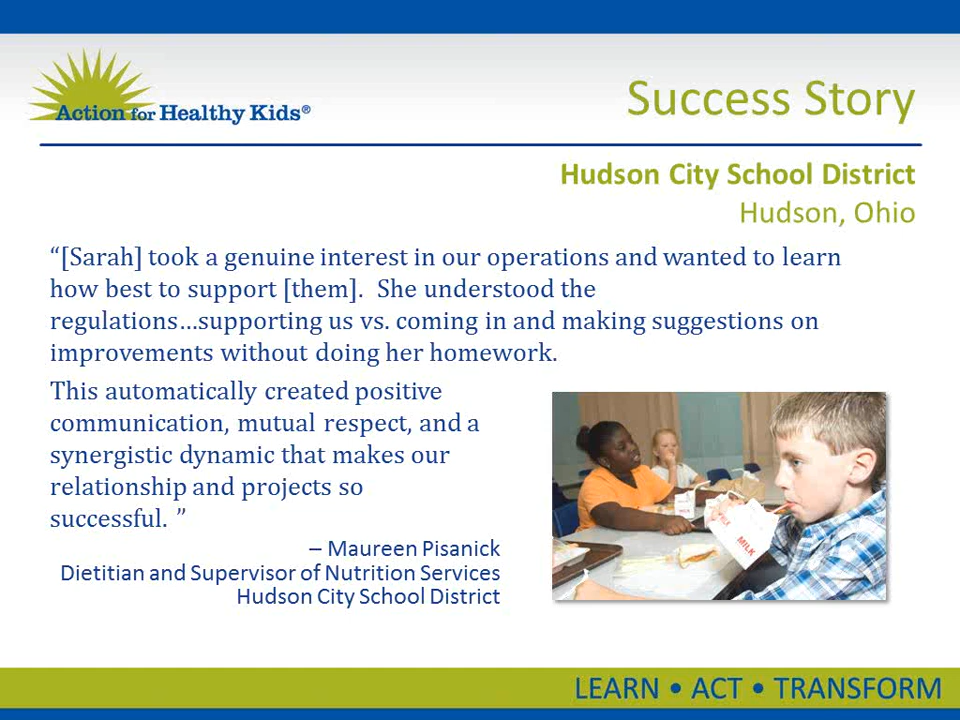 Action for Healthy Kids®
Success Story
Hudson City School District
Hudson, Ohio
“[Sarah] took a genuine interest in our operations and wanted to learn
how best to support [them].  She understood the
regulations…supporting us vs. coming in and making suggestions on
improvements without doing her homework.
This automatically created positive
communication, mutual respect, and a
synergistic dynamic that makes our
relationship and projects so
successful. ”
– Maureen Pisanick
Dietitian and Supervisor of Nutrition Services
Hudson City School District
MILK
MILK
LEARN • ACT • TRANSFORM